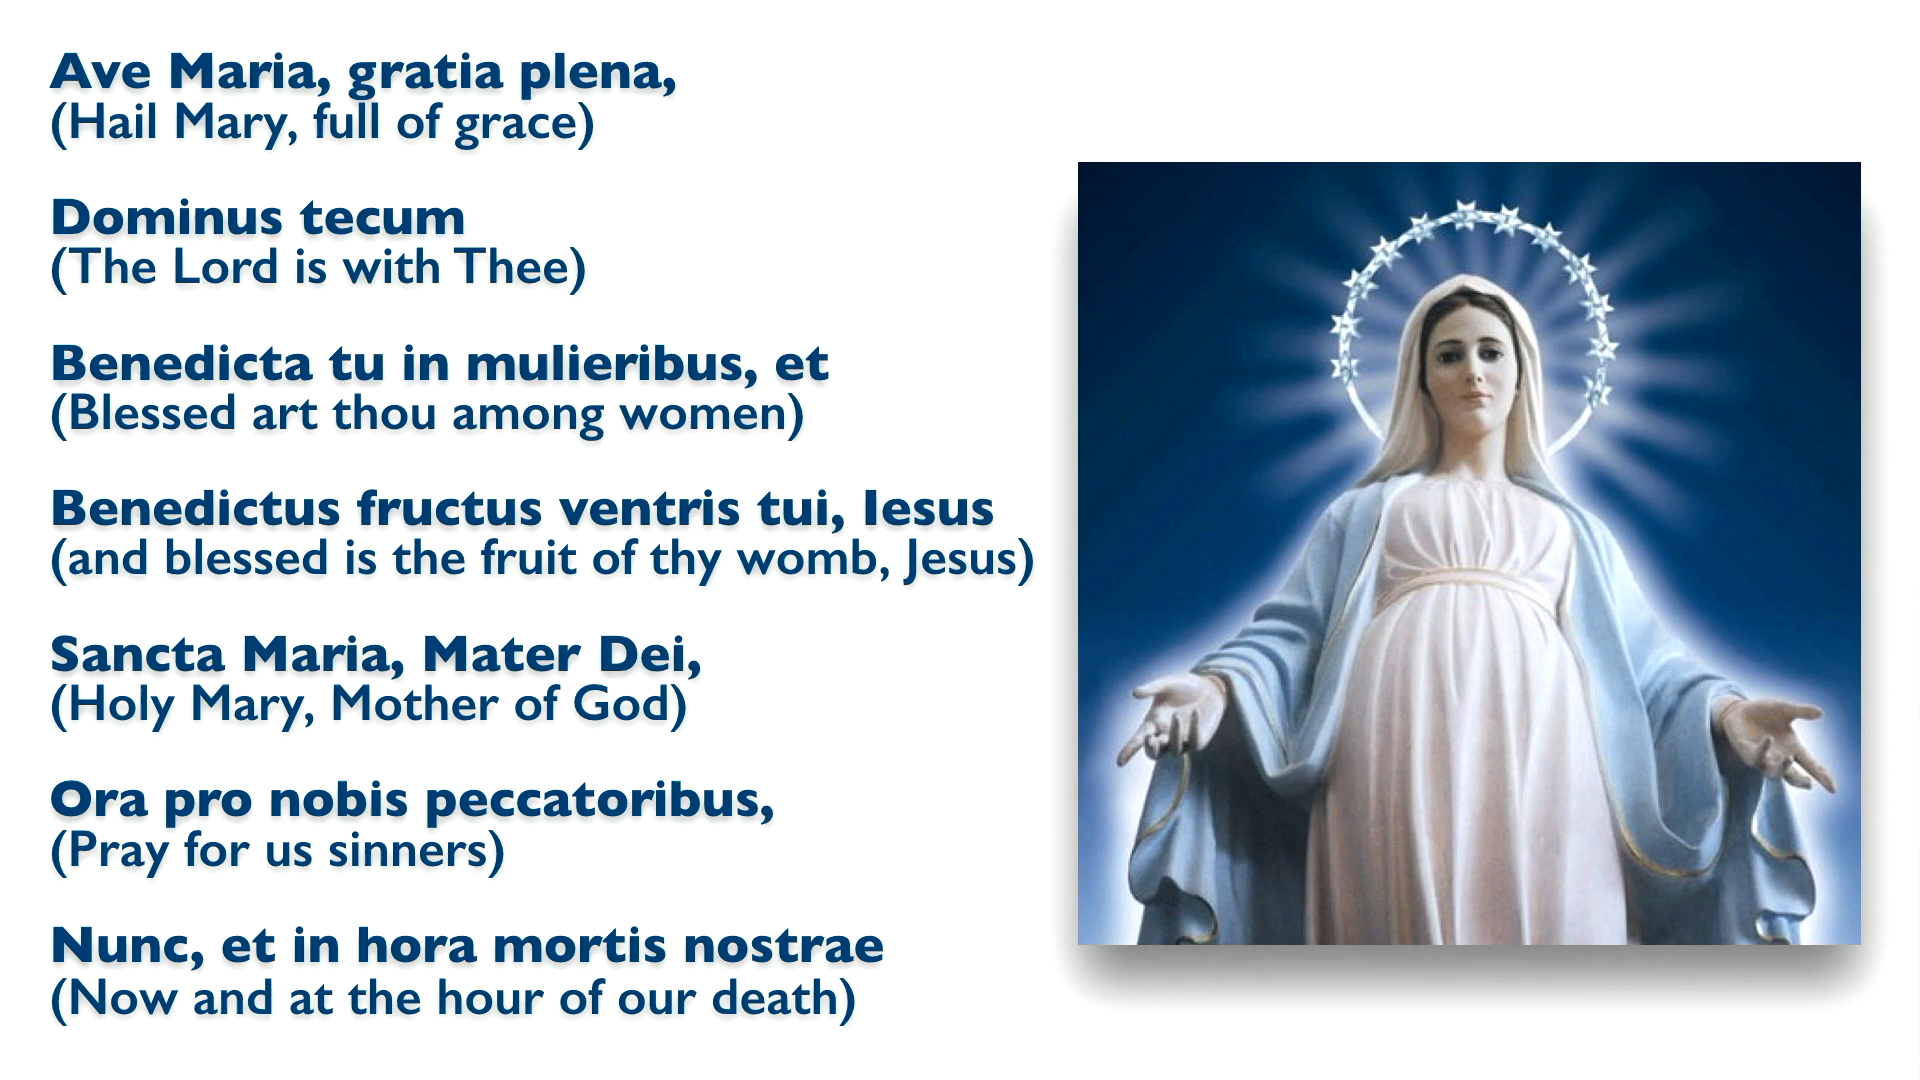 Ave Maria, gratia plena,
(Hail Mary, full of grace)
Dominus tecum
(The Lord is with Thee)
Benedicta tu in mulieribus, et
(Blessed art thou among women)
Benedictus fructus ventris tui, Iesus
(and blessed is the fruit of thy womb, Jesus)
Sancta Maria, Mater Dei,
(Holy Mary, Mother of God)
Ora pro nobis peccatoribus,
(Pray for us sinners)
Nunc, et in hora mortis nostrae
(Now and at the hour of our death)